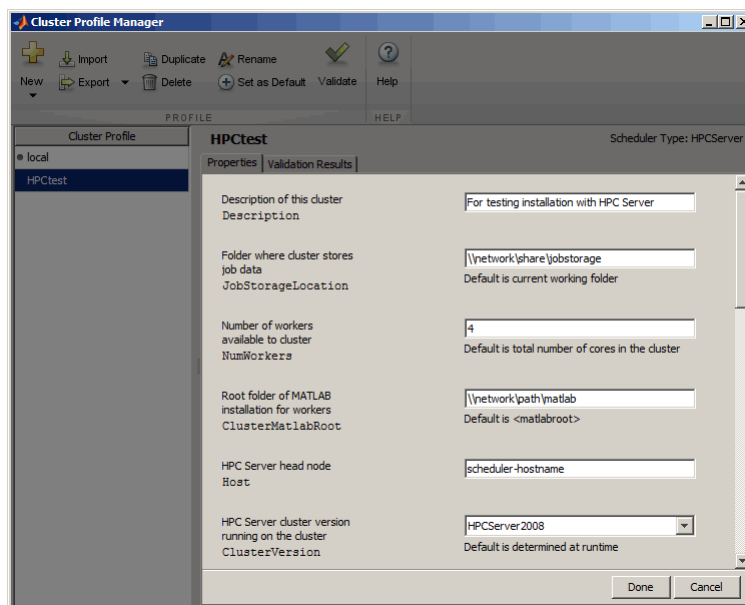 Cluster Profile Manager
New
Import
Export
Duplicate
Delete
Rename
Set as Default
Validate
Help
PROFILE
HELP
Cluster Profile
local
HPCtest
HPCtest
Scheduler Type: HPCServer
Properties
Validation Results
Description of this cluster
Description
For testing installation with HPC Server
Folder where cluster stores
job data
JobStorageLocation
\\network\share\jobstorage
Default is current working folder
Number of workers
available to cluster
NumWorkers
4
Default is total number of cores in the cluster
Root folder of MATLAB
installation for workers
ClusterMatlabRoot
\\network\path\matlab
Default is <matlabroot>
HPC Server head node
Host
scheduler-hostname
HPC Server cluster version
running on the cluster
ClusterVersion
HPCServer2008
Default is determined at runtime
Done
Cancel